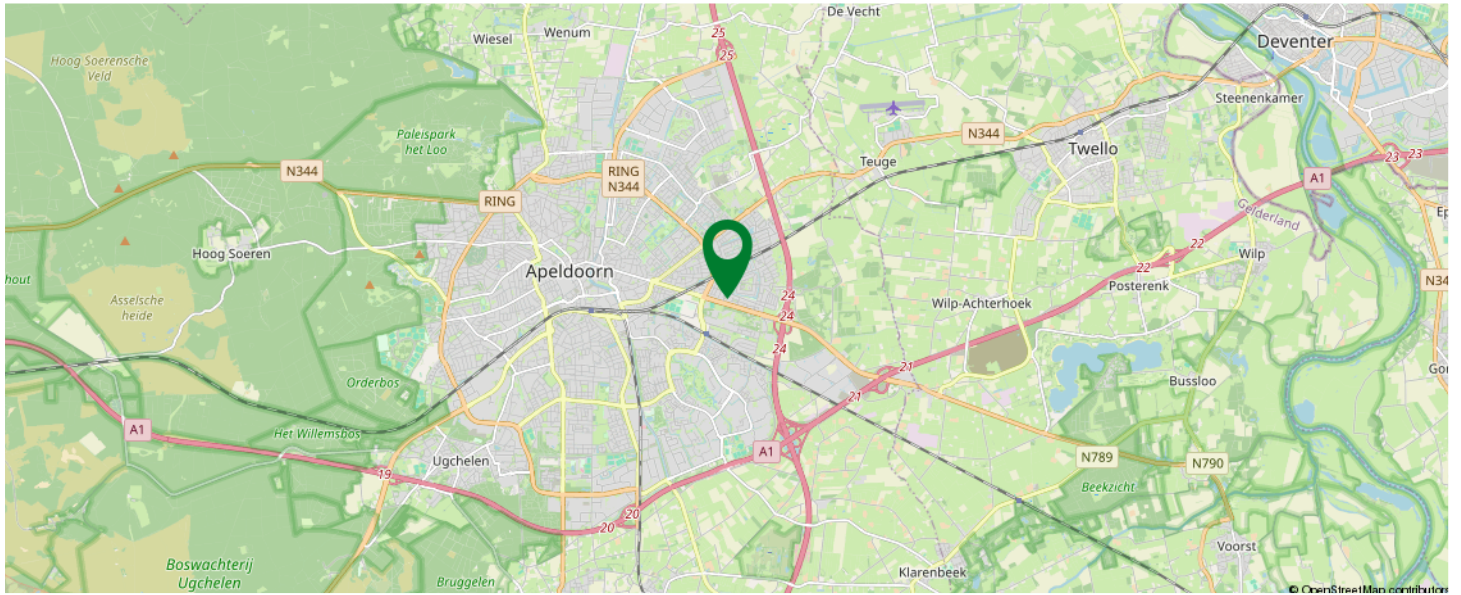 De Vecht
Wiesel
Wenum
25
25
Deventer
Hoog Soerensche
Veld
Steenenkamer
Paleispark
het Loo
N344
Twello
Teuge
23
23
N344
RING
N344
A1
RING
Gelderland
Hoog Soeren
22
22
Wilp
Apeldoorn
Posterenk
Asselsche
heide
24
24
24
Wilp-Achterhoek
21
21
Orderbos
Bussloo
A1
Het Willemsbos
Ugchelen
19
A1
N789
N790
Beekzicht
20
20
Voorst
Boswachterij
Ugchelen
Bruggelen
Klarenbeek
© OpenStreetMap contributors